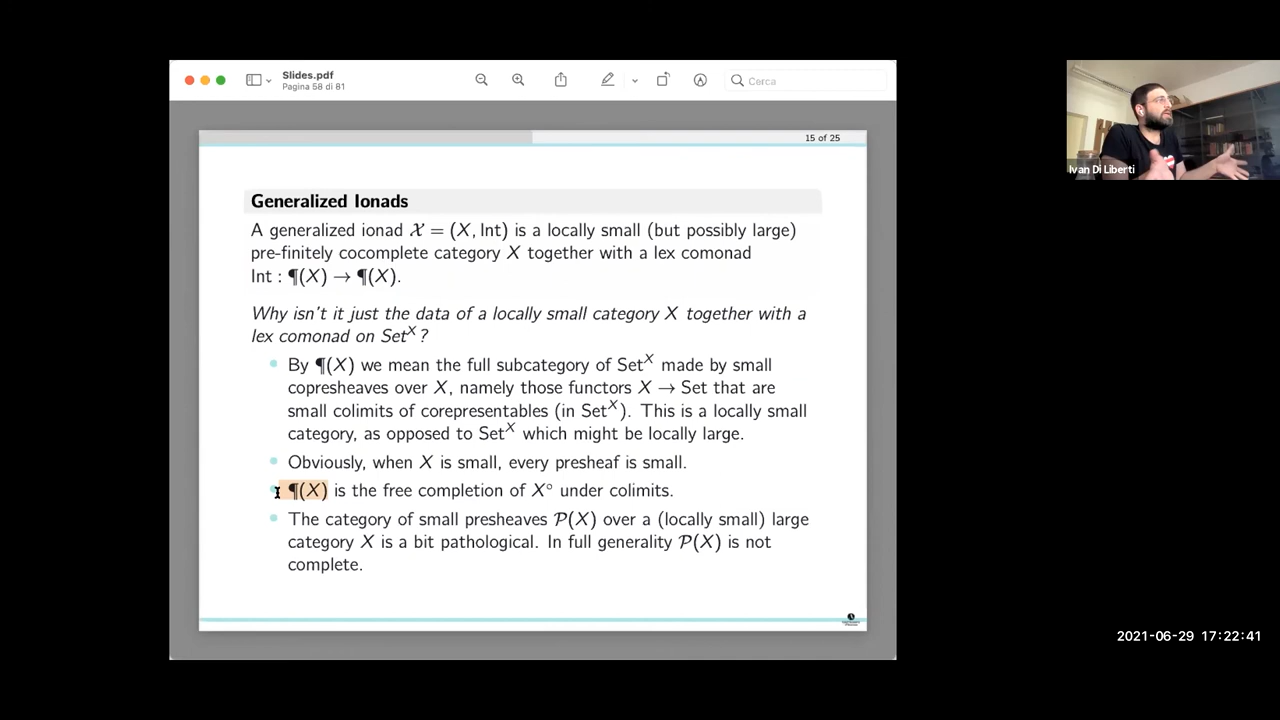 Slides.pdf
Pagina 58 di 81
Cerca
15 of 25
Generalized Ionads
A generalized ionad 𝒳 = (X, Int) is a locally small (but possibly large)
pre-finitely cocomplete category X together with a lex comonad
Int : ¶(X) → ¶(X).
Why isn't it just the data of a locally small category X together with a
lex comonad on Set^X?
By ¶(X) we mean the full subcategory of Set^X made by small
copresheaves over X, namely those functors X → Set that are
small colimits of corepresentables (in Set^X). This is a locally small
category, as opposed to Set^X which might be locally large.
Obviously, when X is small, every presheaf is small.
¶(X) is the free completion of X° under colimits.
The category of small presheaves 𝒫(X) over a (locally small) large
category X is a bit pathological. In full generality 𝒫(X) is not
complete.
Ivan Di Liberti
2021-06-29 17:22:41